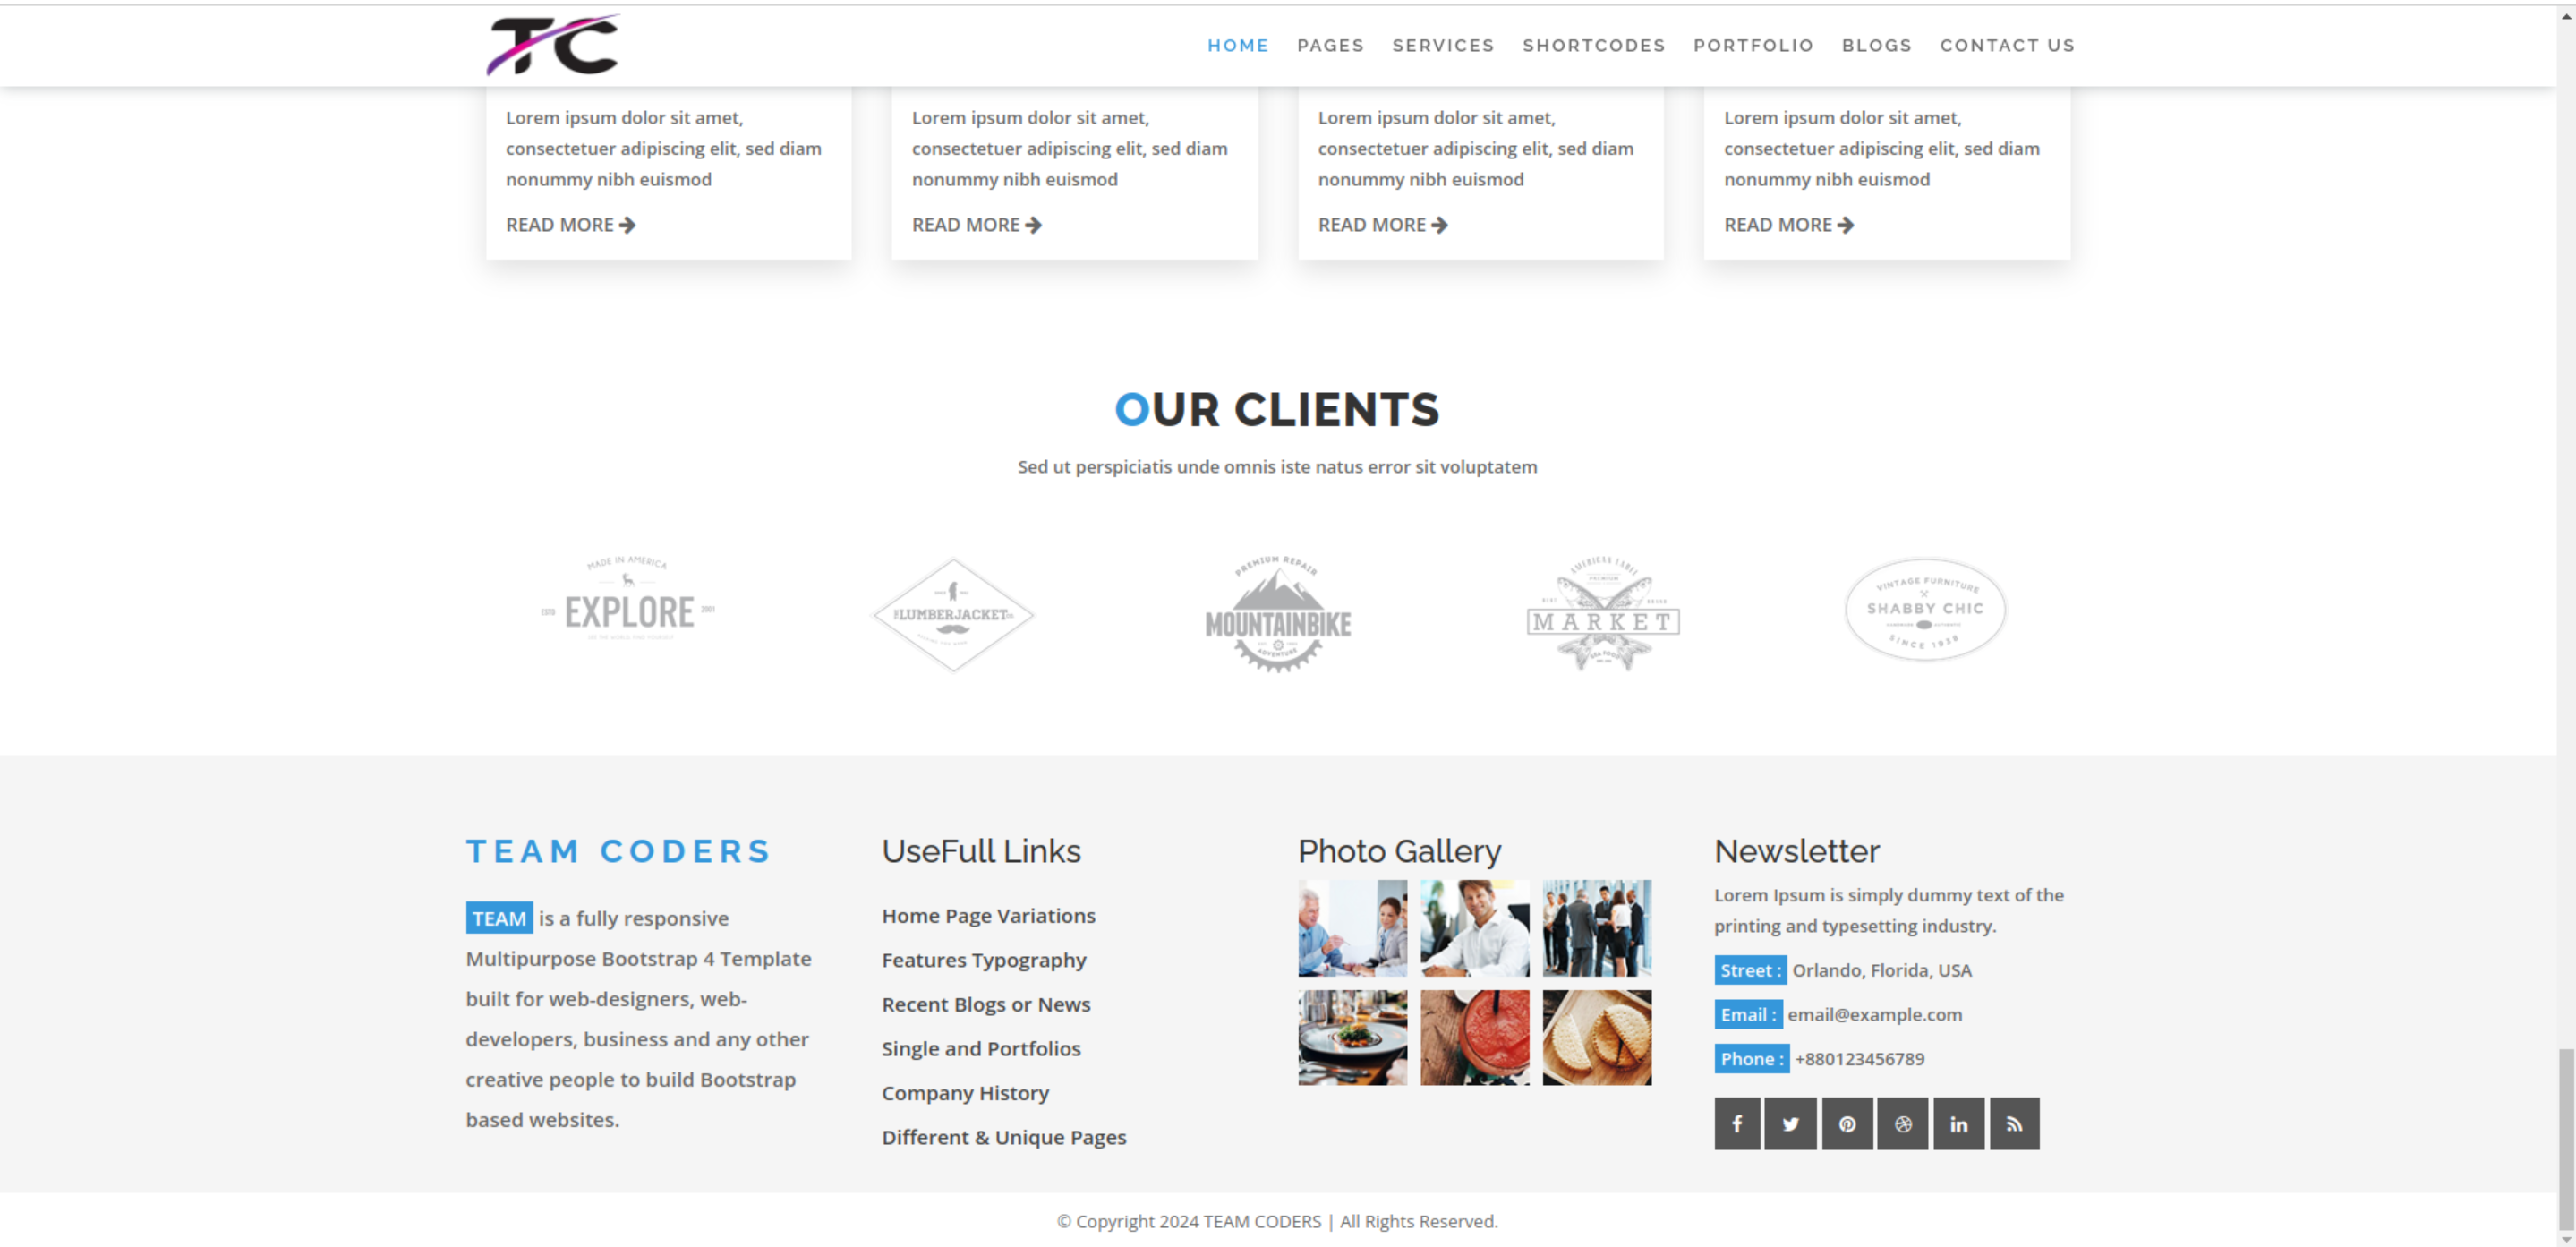 TC
HOME PAGES SERVICES SHORTCODES PORTFOLIO BLOGS CONTACT US
Lorem ipsum dolor sit amet,
consectetuer adipiscing elit, sed diam
nonummy nibh euismod
READ MORE
Lorem ipsum dolor sit amet,
consectetuer adipiscing elit, sed diam
nonummy nibh euismod
READ MORE
Lorem ipsum dolor sit amet,
consectetuer adipiscing elit, sed diam
nonummy nibh euismod
READ MORE
Lorem ipsum dolor sit amet,
consectetuer adipiscing elit, sed diam
nonummy nibh euismod
READ MORE
OUR CLIENTS
Sed ut perspiciatis unde omnis iste natus error sit voluptatem
MADE IN AMERICA
ESTD EXPLORE 2001
LUMBERJACKET
PREMIUM REPAIR
MOUNTAINBIKE
ADVENTURE
PREMIUM
MARKET
SEA FOOD
VINTAGE FURNITURE
SHABBY CHIC
SINCE 1938
TEAM CODERS
TEAM is a fully responsive
Multipurpose Bootstrap 4 Template
built for web-designers, web-
developers, business and any other
creative people to build Bootstrap
based websites.
UseFull Links
Home Page Variations
Features Typography
Recent Blogs or News
Single and Portfolios
Company History
Different & Unique Pages
Photo Gallery
Newsletter
Lorem Ipsum is simply dummy text of the
printing and typesetting industry.
Street : Orlando, Florida, USA
Email : email@example.com
Phone : +880123456789
© Copyright 2024 TEAM CODERS | All Rights Reserved.